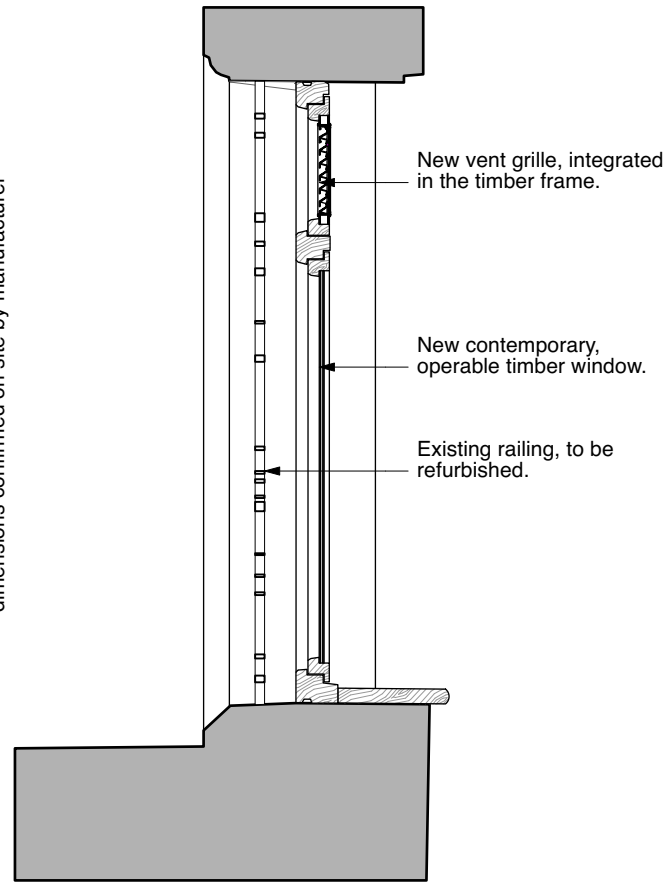 New vent grille, integrated
in the timber frame.
New contemporary,
operable timber window.
Existing railing, to be
refurbished.
dimensions confirmed on site by manufacturer